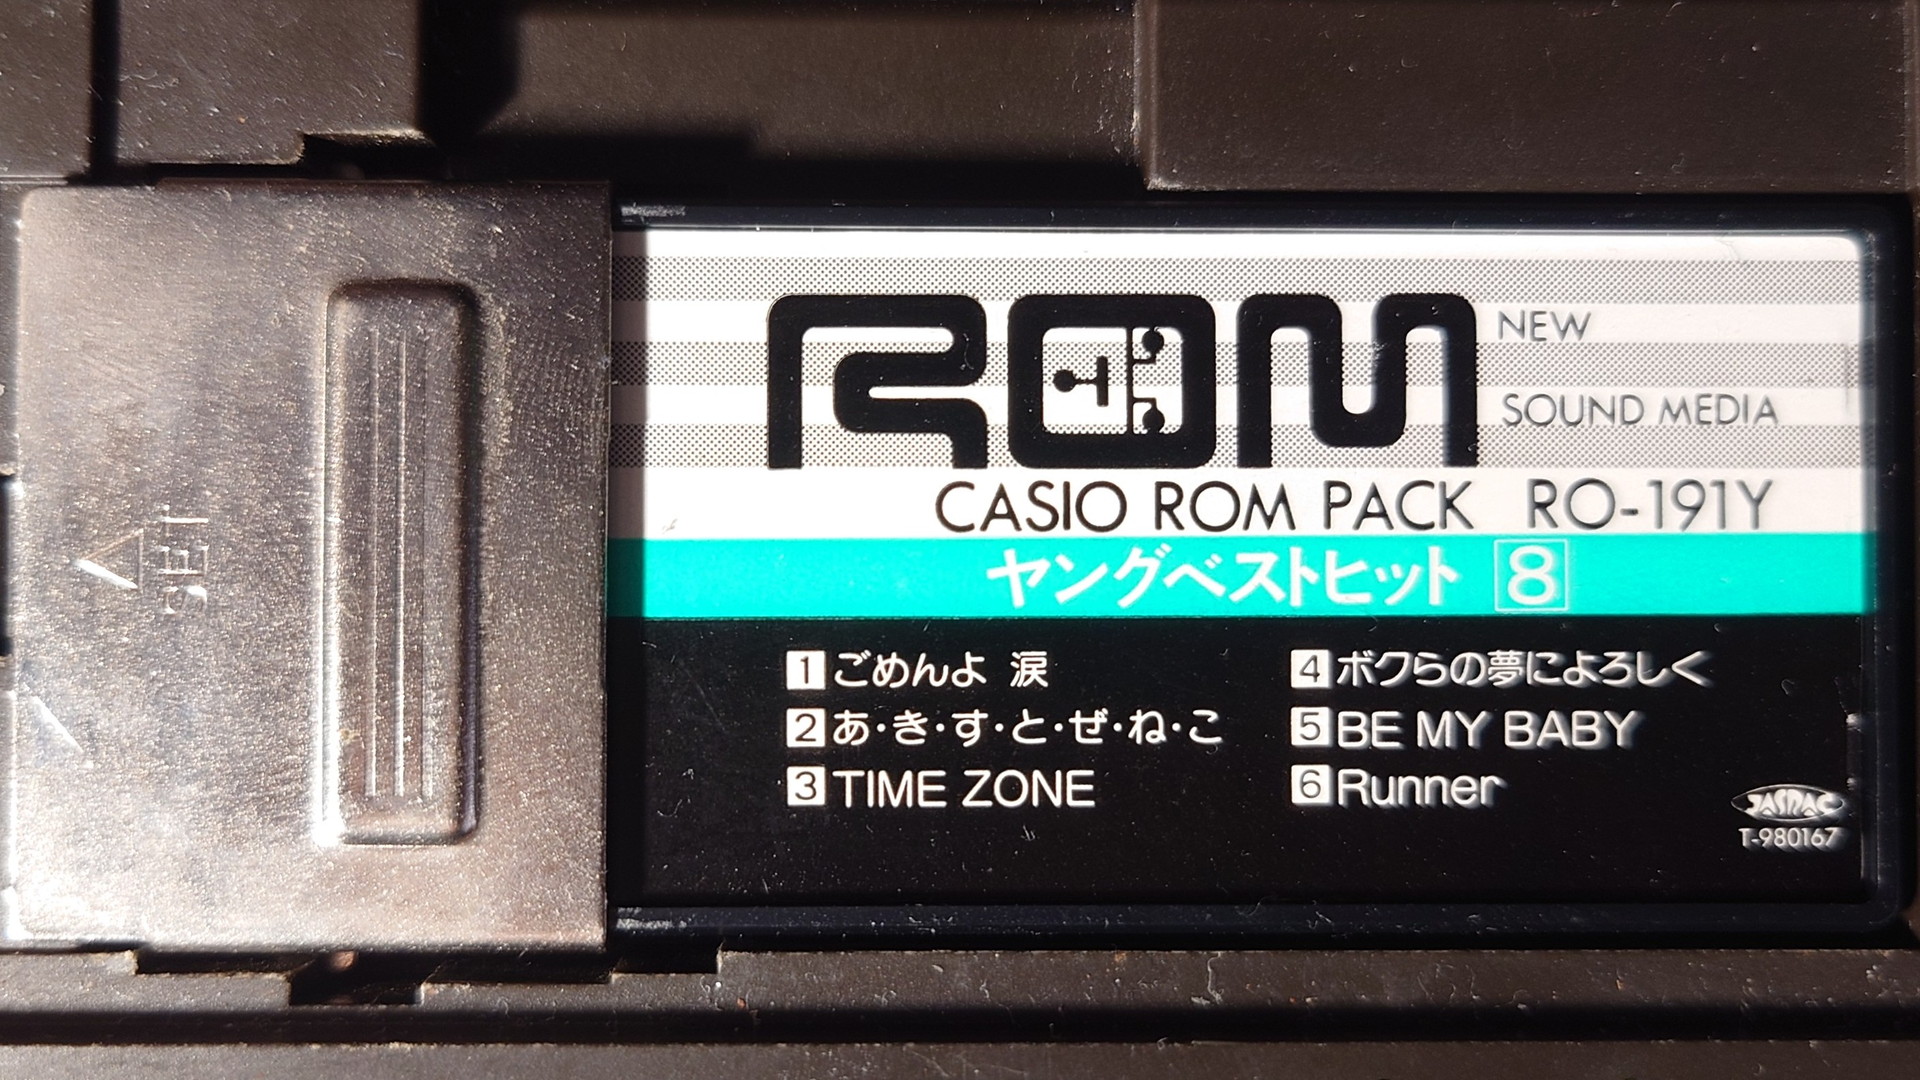 SET
ROM
NEW
SOUND MEDIA
CASIO ROM PACK RO-191Y
ヤングベストヒット 8
1 ごめんよ 涙
2 あ・き・す・と・ぜ・ね・こ
3 TIME ZONE
4 ボクらの夢によろしく
5 BE MY BABY
6 Runner
JASRAC
T-980167